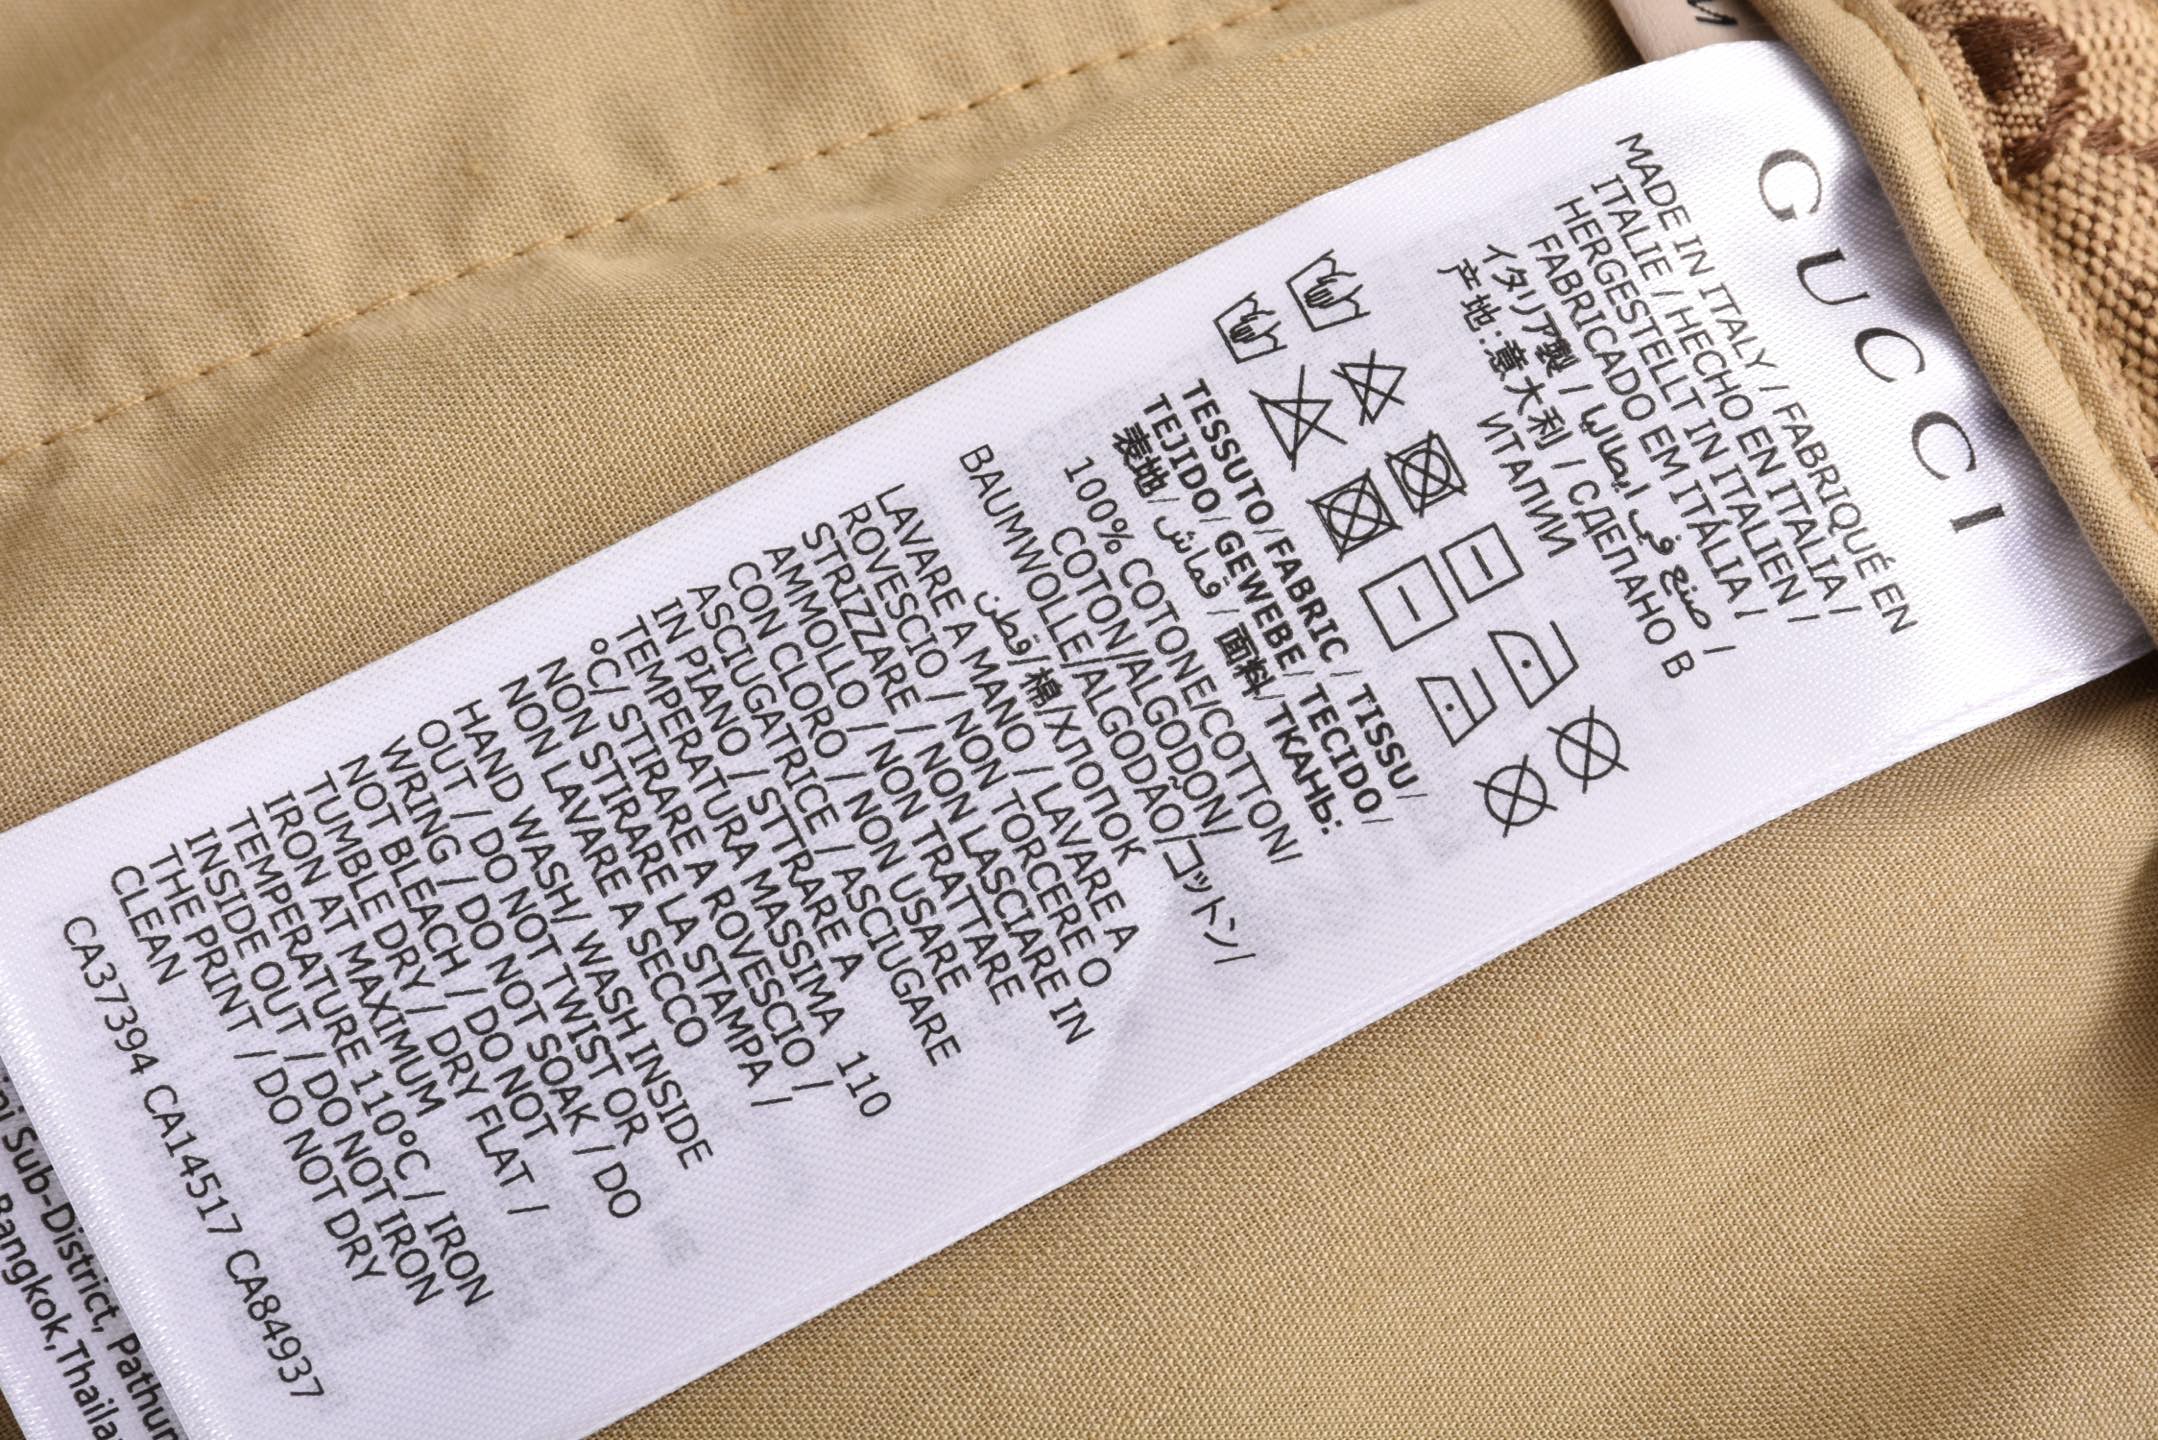 GUCCI
MADE IN ITALY / FABRIQUÉ EN
ITALIE / HECHO EN ITALIA /
HERGESTELLT IN ITALIEN /
FABRICADO EM ITÁLIA /
イタリア製 / صنع في ايطاليا /
产地:意大利 / СДЕЛАНО В
ИТАЛИИ
TESSUTO/FABRIC / TISSU /
TEJIDO/ GEWEBE/ TECIDO /
表地/ قماش / 面料/ ТКАНЬ:
100% COTONE/COTTON/
COTON/ALGODÓN/
BAUMWOLLE/ALGODÃO/コットン/
قطن/棉/ХЛОПОК
LAVARE A MANO / LAVARE A
ROVESCIO / NON TORCERE O
STRIZZARE / NON LASCIARE IN
AMMOLLO / NON TRATTARE
CON CLORO / NON USARE
ASCIUGATRICE / ASCIUGARE
IN PIANO / STIRARE A
TEMPERATURA MASSIMA 110
°C/ STIRARE A ROVESCIO /
NON STIRARE LA STAMPA /
NON LAVARE A SECCO
HAND WASH/ WASH INSIDE
OUT / DO NOT TWIST OR
WRING / DO NOT SOAK / DO
NOT BLEACH / DO NOT
TUMBLE DRY / DRY FLAT /
IRON AT MAXIMUM
TEMPERATURE 110°C / IRON
INSIDE OUT / DO NOT IRON
THE PRINT / DO NOT DRY
CLEAN
CA37394 CA14517 CA84937
Sub-District, Pathum
Bangkok,Thaila